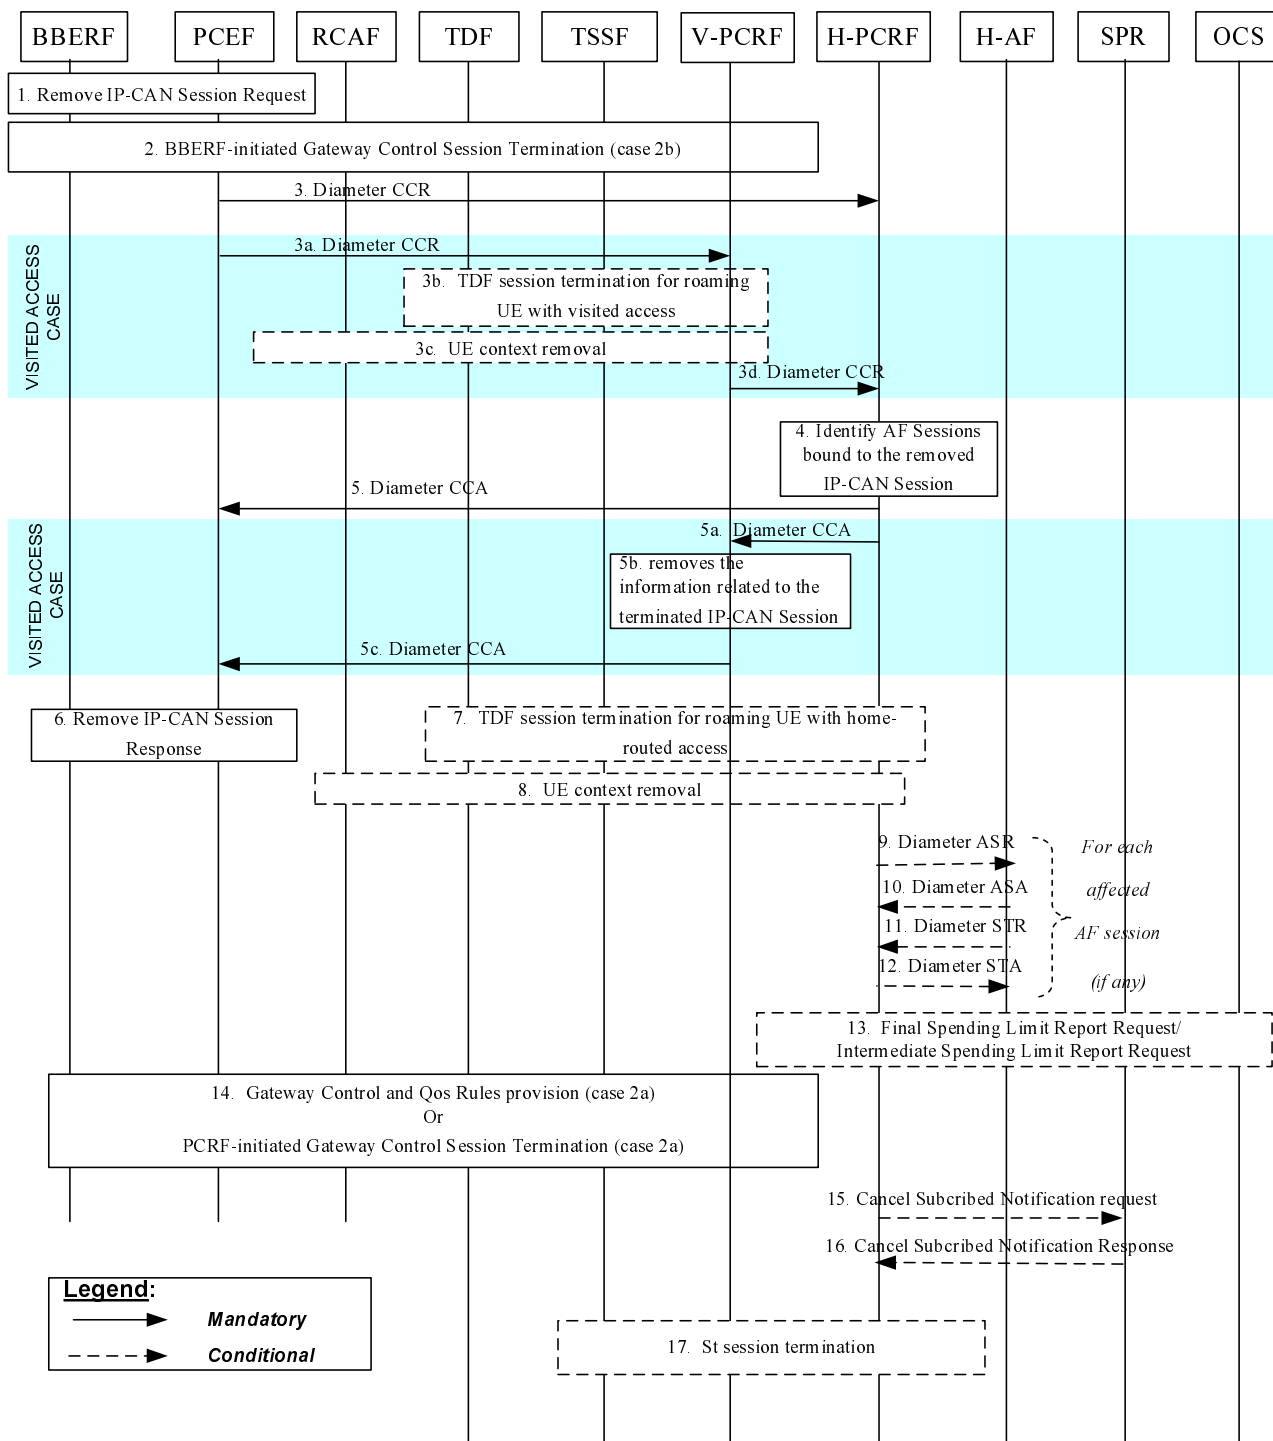 BBERF
PCEF
RCAF
TDF
TSSF
V-PCRF
H-PCRF
H-AF
SPR
OCS
1. Remove IP-CAN Session Request
2. BBERF-initiated Gateway Control Session Termination (case 2b)
3. Diameter CCR
VISITED ACCESS
CASE
3a. Diameter CCR
3b. TDF session termination for roaming
UE with visited access
3c. UE context removal
3d. Diameter CCR
4. Identify AF Sessions
bound to the removed
IP-CAN Session
5. Diameter CCA
VISITED ACCESS
CASE
5a. Diameter CCA
5b. removes the
information related to the
terminated IP-CAN Session
5c. Diameter CCA
6. Remove IP-CAN Session
Response
7. TDF session termination for roaming UE with home-
routed access
8. UE context removal
9. Diameter ASR
10. Diameter ASA
11. Diameter STR
12. Diameter STA
For each
affected
AF session
(if any)
13. Final Spending Limit Report Request/
Intermediate Spending Limit Report Request
14. Gateway Control and Qos Rules provision (case 2a)
Or
PCRF-initiated Gateway Control Session Termination (case 2a)
15. Cancel Subcribed Notification request
16. Cancel Subcribed Notification Response
Legend:
Mandatory
Conditional
17. St session termination